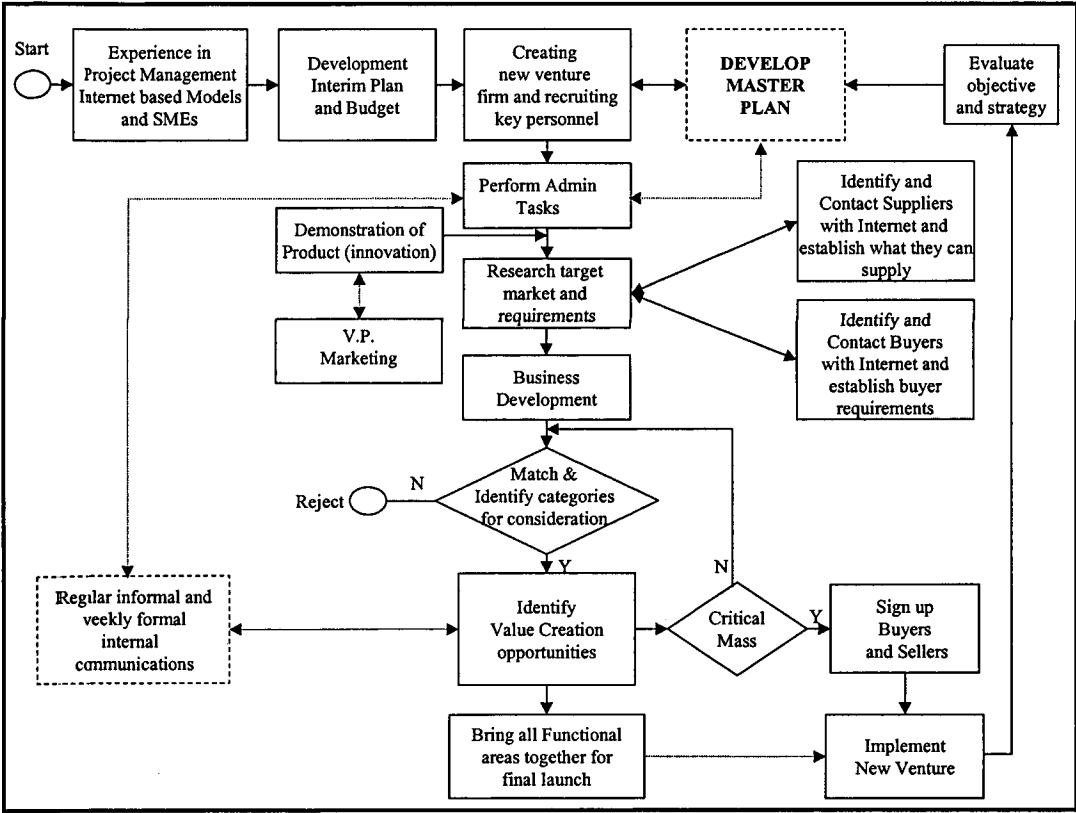 Start
Experience in
Project Management
Internet based Models
and SMEs
Development
Interim Plan
and Budget
Creating
new venture
firm and recruiting
key personnel
DEVELOP
MASTER
PLAN
Evaluate
objective
and strategy
Perform Admin
Tasks
Identify and
Contact Suppliers
with Internet and
establish what they can
supply
Demonstration of
Product (innovation)
Research target
market and
requirements
V.P.
Marketing
Identify and
Contact Buyers
with Internet and
establish buyer
requirements
Business
Development
Match &
Identify categories
for consideration
N
Reject
Y
N
Regular informal and
veekly formal
internal
communications
Identify
Value Creation
opportunities
Critical
Mass
Y
Sign up
Buyers
and Sellers
Bring all Functional
areas together for
final launch
Implement
New Venture